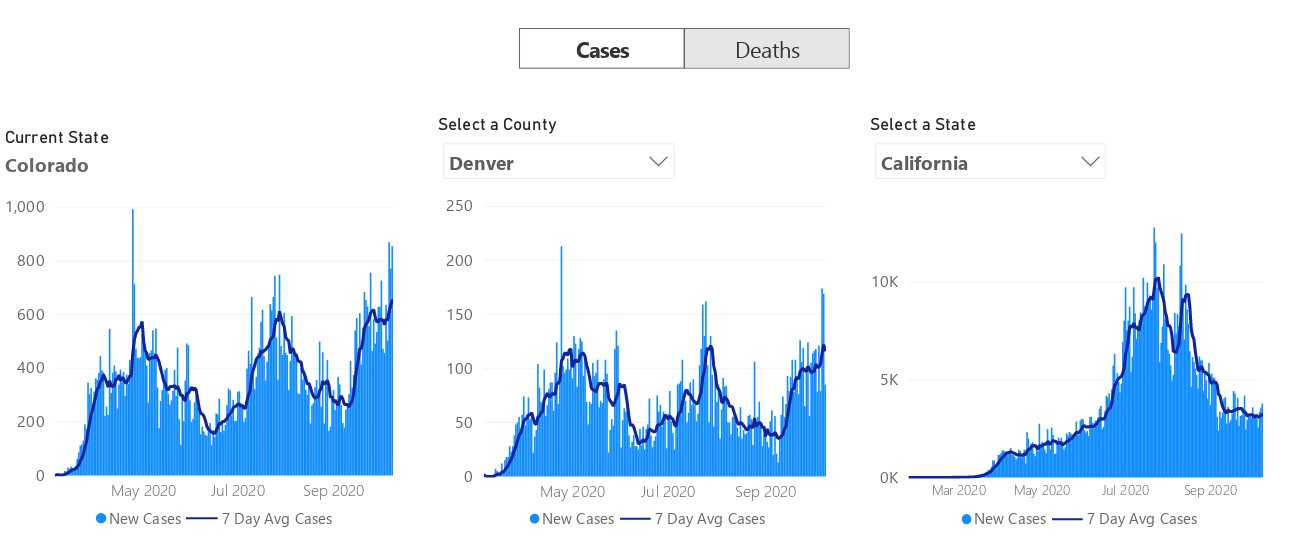 Cases Deaths
Current State
Colorado
Select a County
Denver
Select a State
California
1,000
800
600
400
200
0
May 2020 Jul 2020 Sep 2020
New Cases 7 Day Avg Cases
250
200
150
100
50
0
May 2020 Jul 2020 Sep 2020
New Cases 7 Day Avg Cases
10K
5K
0K
Mar 2020 May 2020 Jul 2020 Sep 2020
New Cases 7 Day Avg Cases